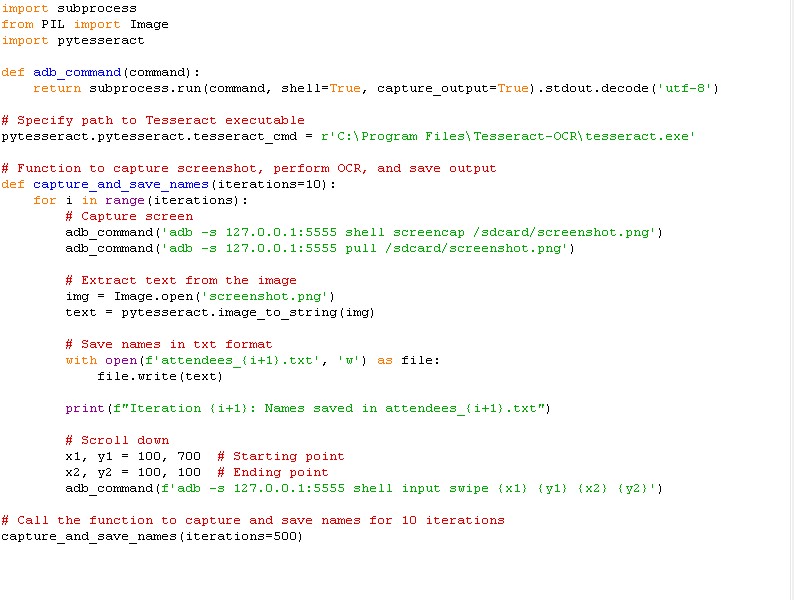 import subprocess
from PIL import Image
import pytesseract

def adb_command(command):
    return subprocess.run(command, shell=True, capture_output=True).stdout.decode('utf-8')

# Specify path to Tesseract executable
pytesseract.pytesseract.tesseract_cmd = r'C:\Program Files\Tesseract-OCR\tesseract.exe'

# Function to capture screenshot, perform OCR, and save output
def capture_and_save_names(iterations=10):
    for i in range(iterations):
        # Capture screen
        adb_command('adb -s 127.0.0.1:5555 shell screencap /sdcard/screenshot.png')
        adb_command('adb -s 127.0.0.1:5555 pull /sdcard/screenshot.png')

        # Extract text from the image
        img = Image.open('screenshot.png')
        text = pytesseract.image_to_string(img)

        # Save names in txt format
        with open(f'attendees_{i+1}.txt', 'w') as file:
            file.write(text)

        print(f"Iteration {i+1}: Names saved in attendees_{i+1}.txt")

        # Scroll down
        x1, y1 = 100, 700  # Starting point
        x2, y2 = 100, 100  # Ending point
        adb_command(f'adb -s 127.0.0.1:5555 shell input swipe {x1} {y1} {x2} {y2}')

# Call the function to capture and save names for 10 iterations
capture_and_save_names(iterations=500)